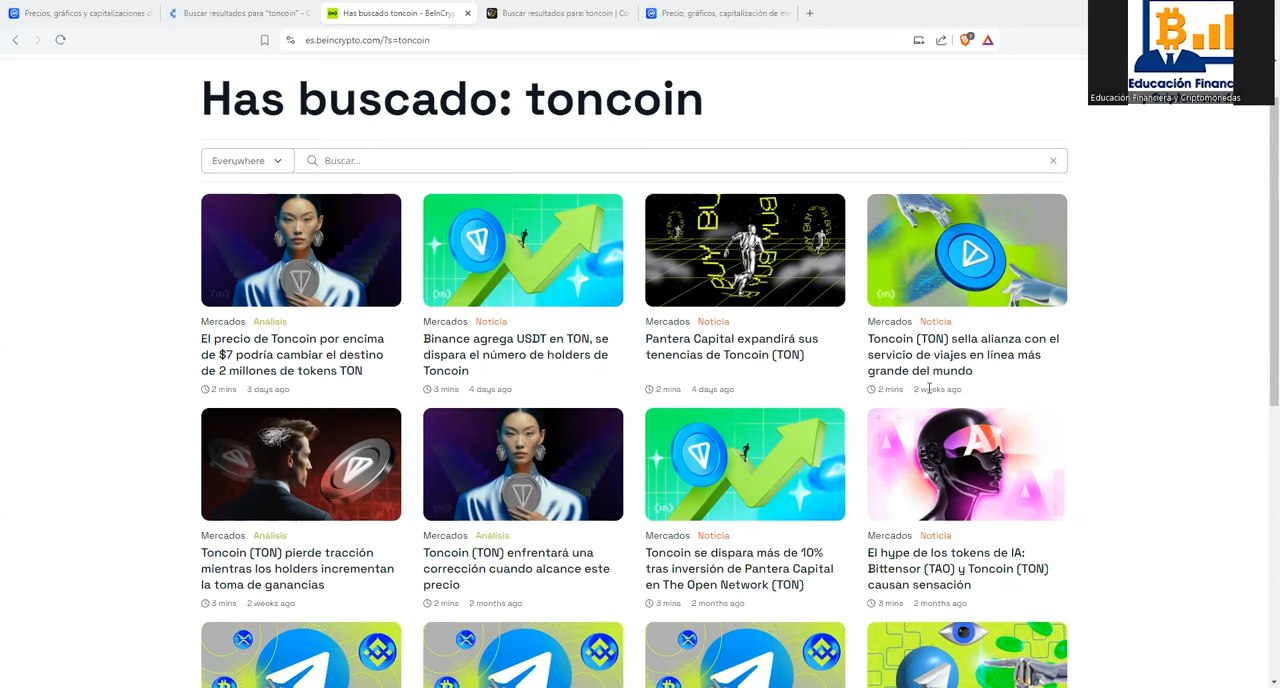 Precios, gráficos y capitalizaciones d
Buscar resultados para "toncoin" - C
Has buscado toncoin - BeInCryp
Buscar resultados para: toncoin | Co
Precio, gráficos, capitalización de m
es.beincrypto.com/?s=toncoin
Educación Financ
Educación Financiera y Criptomonedas
Has buscado: toncoin
Everywhere
Buscar...
BUY BU
BUY BUY
Mercados Análisis
El precio de Toncoin por encima
de $7 podría cambiar el destino
de 2 millones de tokens TON
2 mins 3 days ago
Mercados Noticia
Binance agrega USDT en TON, se
dispara el número de holders de
Toncoin
3 mins 4 days ago
Mercados Noticia
Pantera Capital expandirá sus
tenencias de Toncoin (TON)
2 mins 4 days ago
Mercados Noticia
Toncoin (TON) sella alianza con el
servicio de viajes en línea más
grande del mundo
2 mins 2 weeks ago
AI
Mercados Análisis
Toncoin (TON) pierde tracción
mientras los holders incrementan
la toma de ganancias
3 mins 2 weeks ago
Mercados Análisis
Toncoin (TON) enfrentará una
corrección cuando alcance este
precio
2 mins 2 months ago
Mercados Noticia
Toncoin se dispara más de 10%
tras inversión de Pantera Capital
en The Open Network (TON)
3 mins 2 months ago
Mercados Noticia
El hype de los tokens de IA:
Bittensor (TAO) y Toncoin (TON)
causan sensación
3 mins 2 months ago